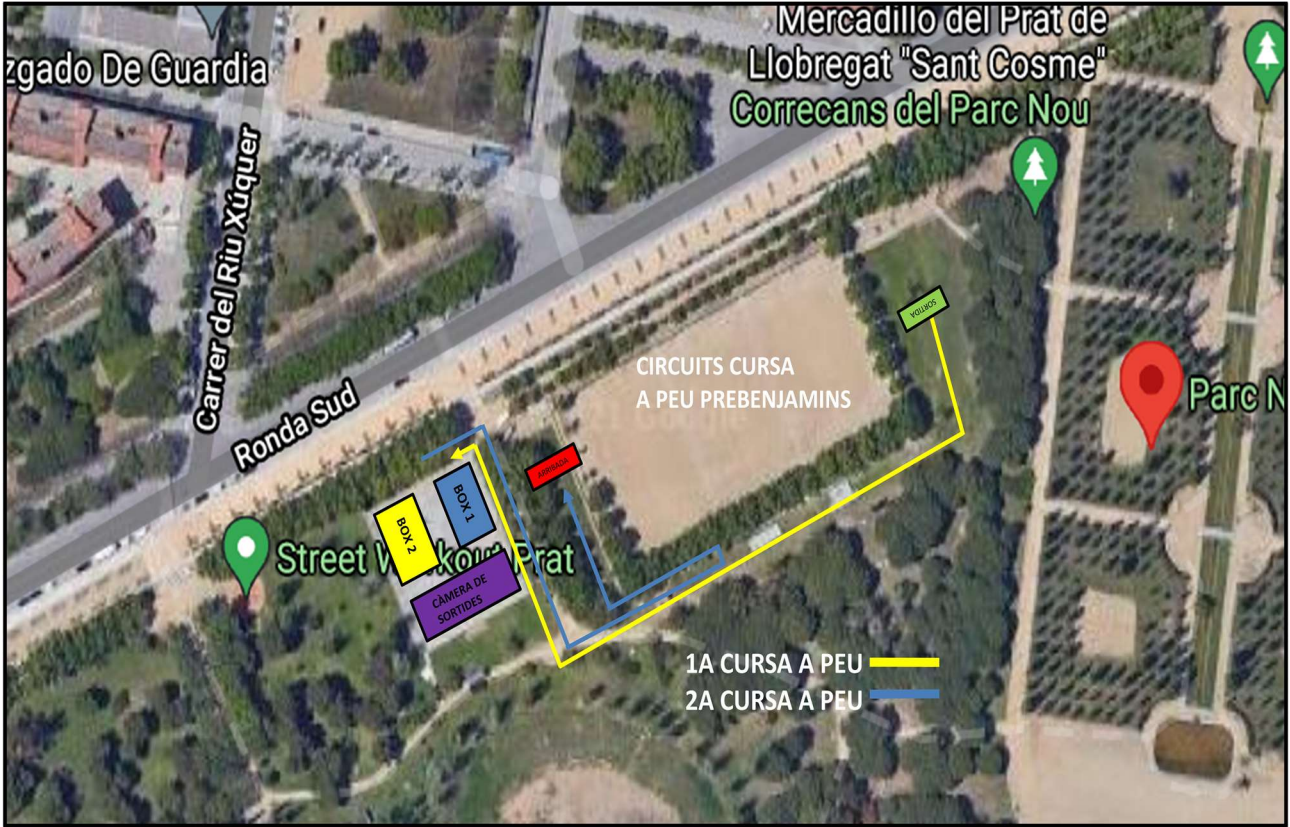 Mercadillo del Prat de
Llobregat "Sant Cosme"
Correcans del Parc Nou
zgado De Guardia
Carrer del Riu Xúquer
Ronda Sud
SORTIDA
CIRCUITS CURSA
A PEU PREBENJAMINS
Parc N
ARRIBADA
BOX 1
BOX 2
Street W rkout Prat
CÀMERA DE
SORTIDES
1A CURSA A PEU
2A CURSA A PEU